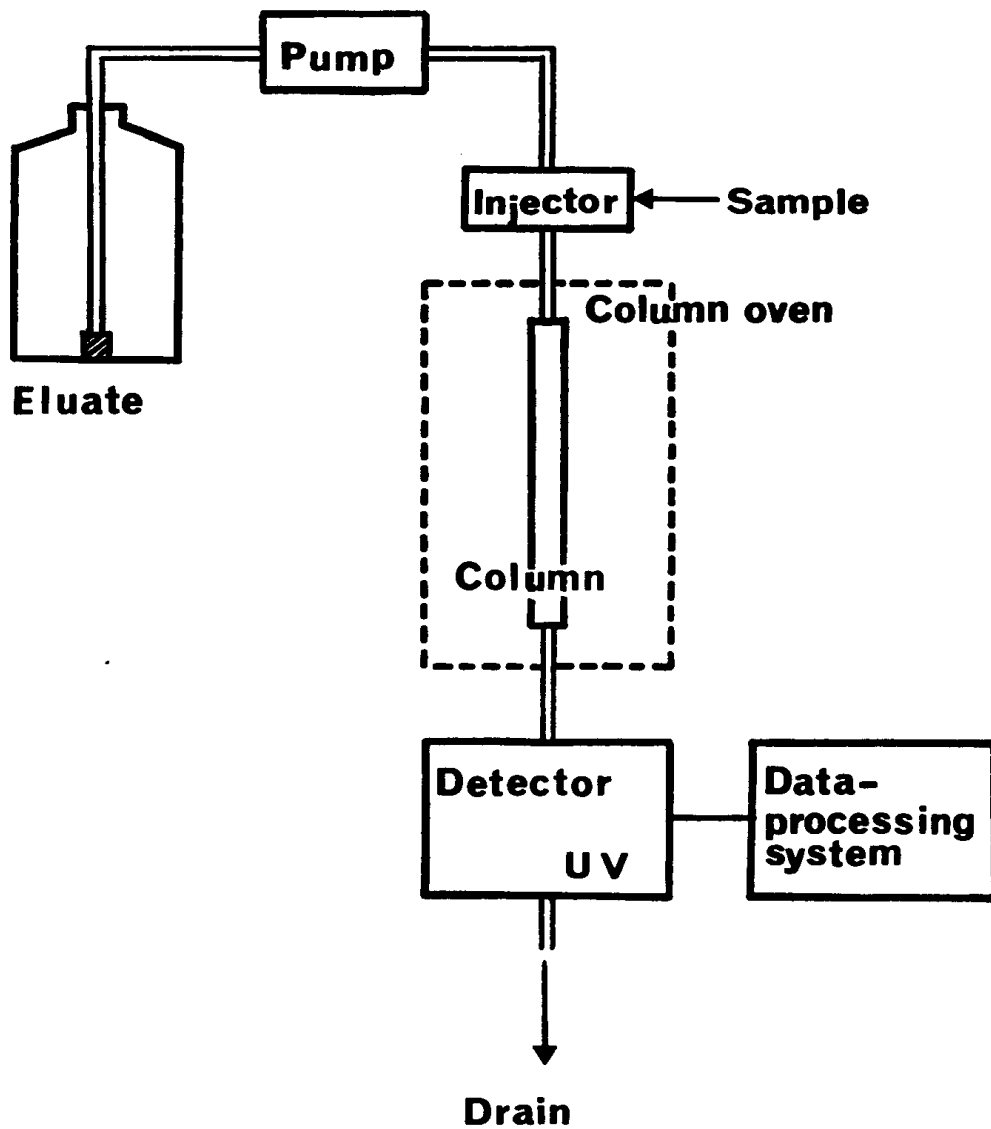 Pump
Injector
Sample
Column oven
Eluate
Column
Detector
UV
Data-
processing
system
Drain